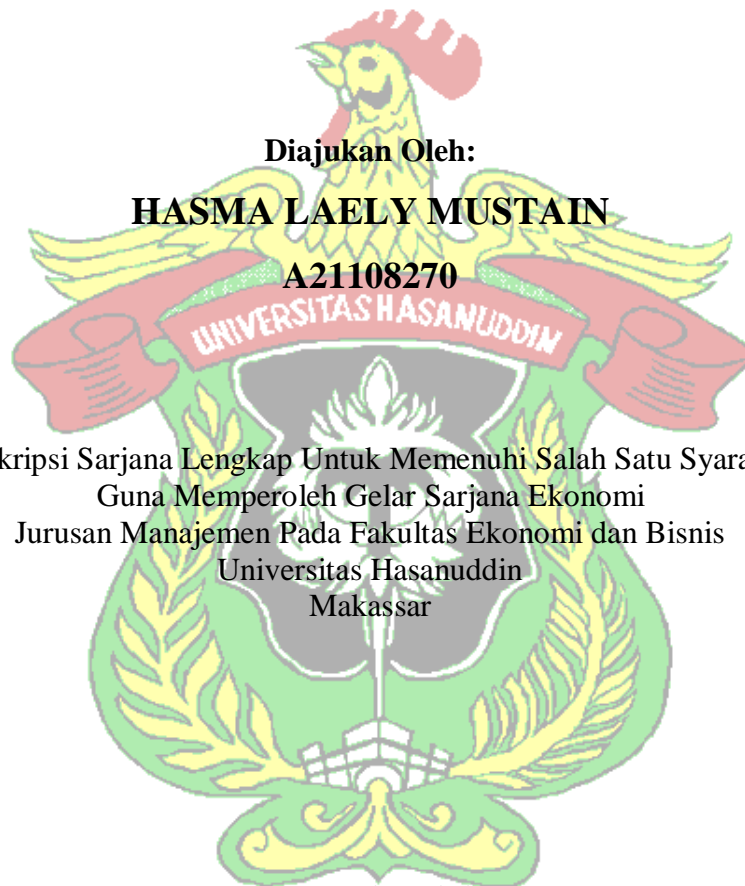 Diajukan Oleh:
HASMA LAELY MUSTAIN
A21108270
UNIVERSITAS HASANUDDIN
kripsi Sarjana Lengkap Untuk Memenuhi Salah Satu Syara
Guna Memperoleh Gelar Sarjana Ekonomi
Jurusan Manajemen Pada Fakultas Ekonomi dan Bisnis
Universitas Hasanuddin
Makassar